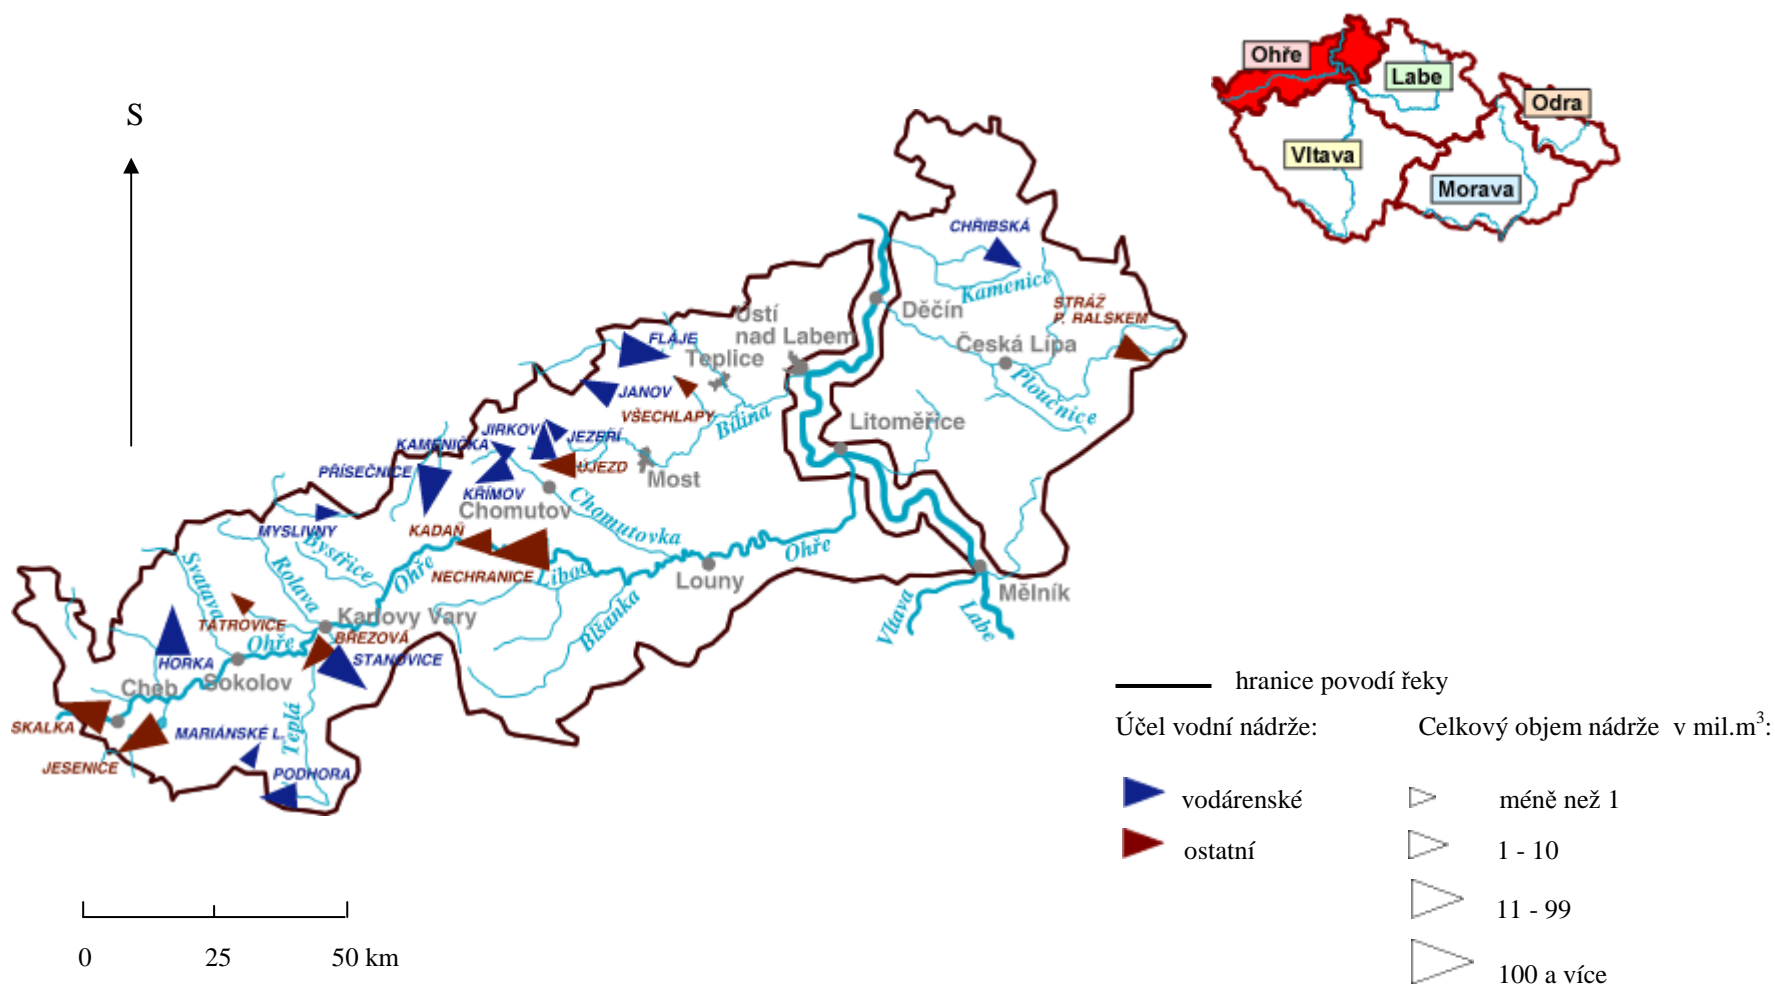 Ohře
Labe
Odra
Vltava
Morava
S
CHŘIBSKÁ
Kamenice
STRÁŽ
P. RALSKEM
Děčín
Ústí
nad Labem
Česká Lípa
Ploučnice
FLÁJE
Teplice
JANOV
VŠECHLAPY
Bílina
Litoměřice
JIRKOV
JEZEŘÍ
KAMENIČKA
ÚJEZD
PŘÍSEČNICE
Most
KŘÍMOV
Chomutov
Chomutovka
MYSLIVNY
KADAŇ
Bystřice
Ohře
Ohře
NECHRANICE
Liboc
Louny
Mělník
Svatava
Rolava
Blšanka
Vltava
Labe
TATROVICE
Karlovy Vary
BŘEZOVÁ
Ohře
STANOVICE
HORKA
Sokolov
Cheb
SKALKA
MARIÁNSKÉ L.
Teplá
JESENICE
PODHORA
hranice povodí řeky
Účel vodní nádrže:
Celkový objem nádrže v mil.m³:
vodárenské
méně než 1
ostatní
1 - 10
11 - 99
100 a více
0 25 50 km